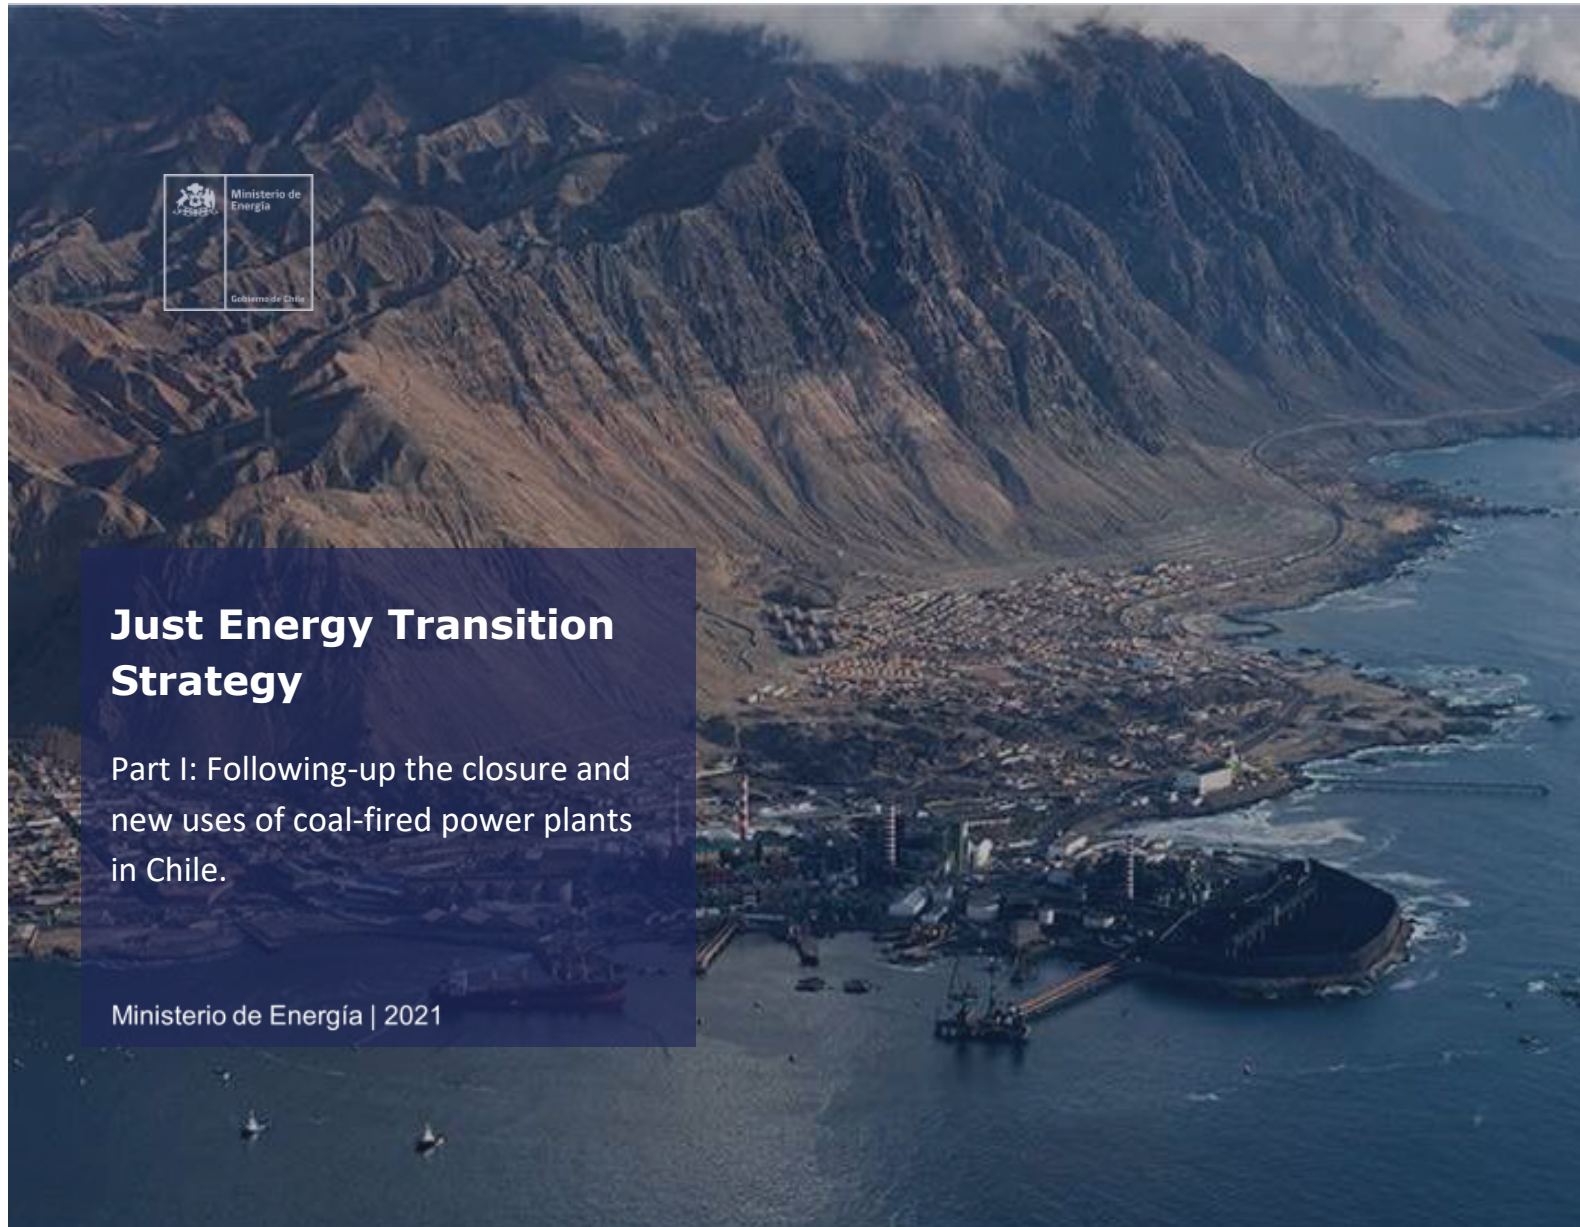 Ministerio de
Energía
Gobierno de Chile
Just Energy Transition
Strategy
Part I: Following-up the closure and
new uses of coal-fired power plants
in Chile.
Ministerio de Energía | 2021